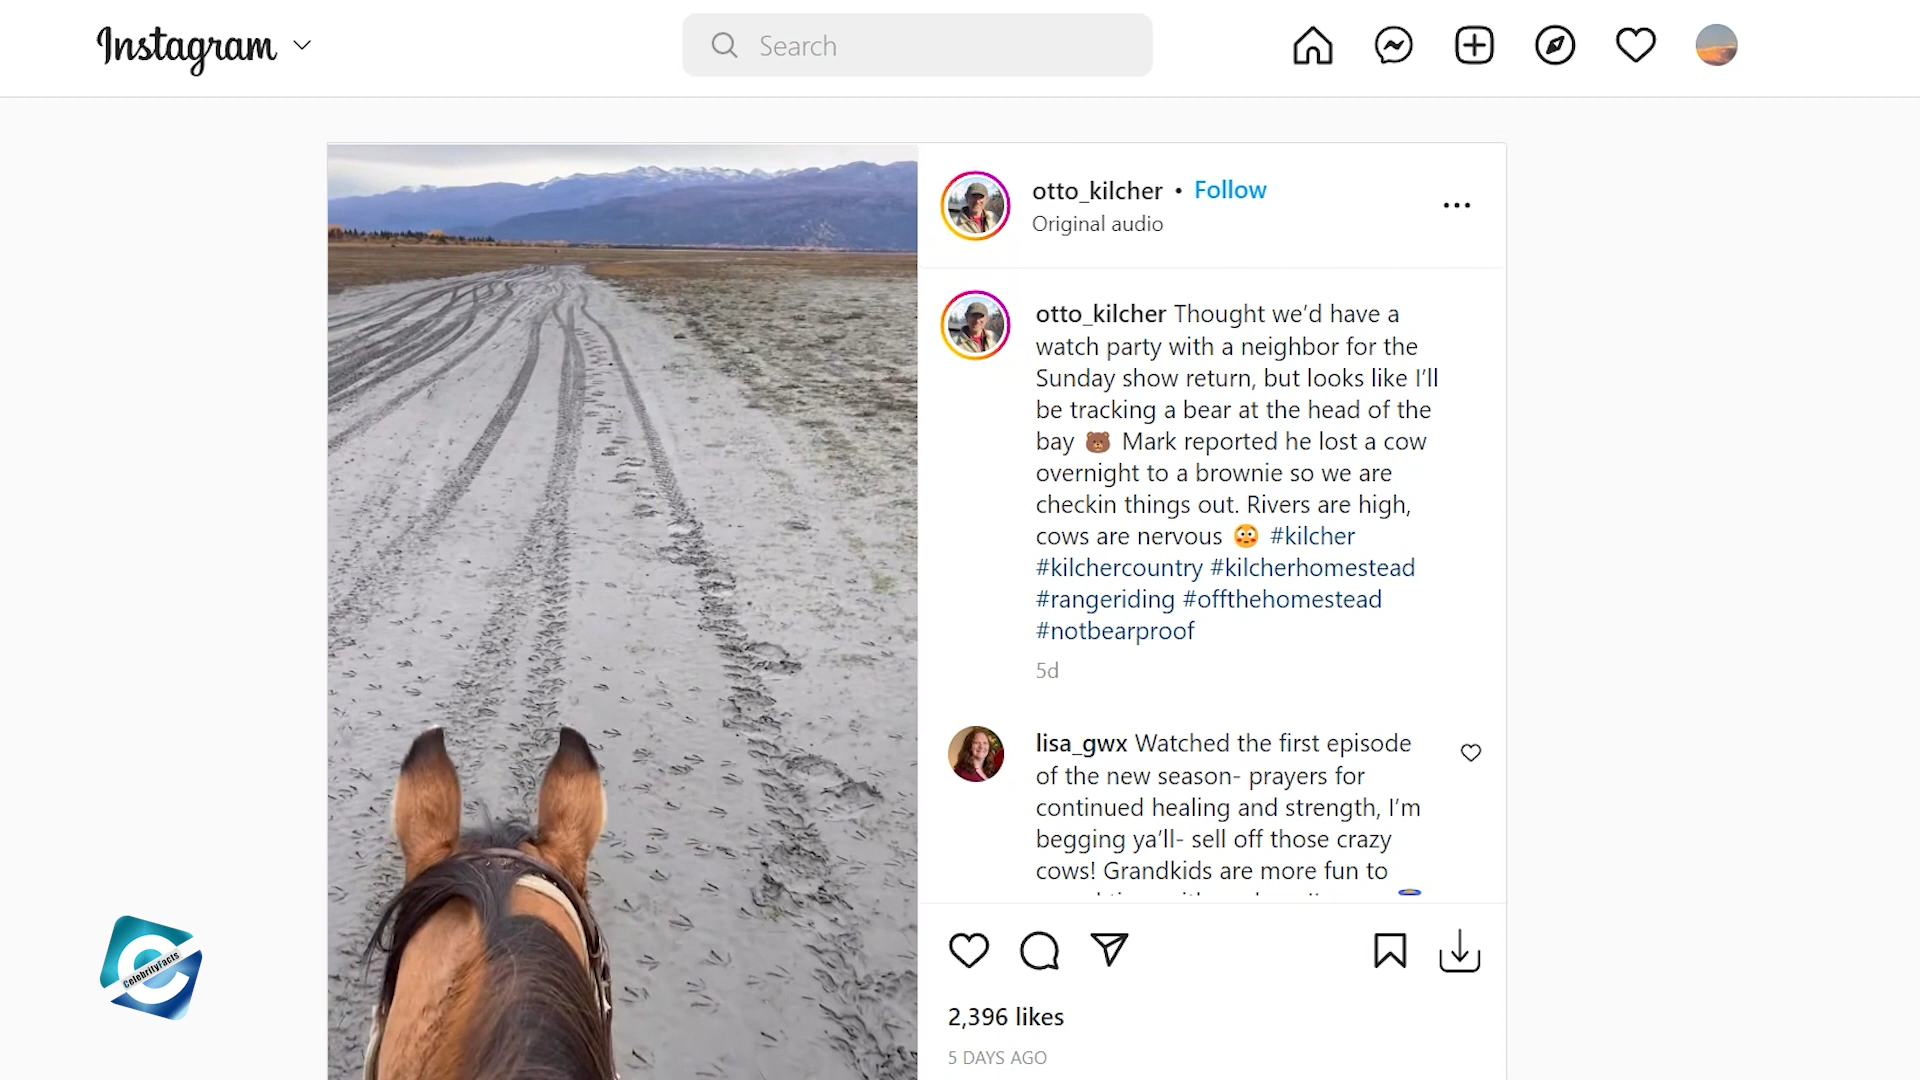 Instagram
Search
otto_kilcher • Follow
Original audio
otto_kilcher Thought we’d have a
watch party with a neighbor for the
Sunday show return, but looks like I’ll
be tracking a bear at the head of the
bay 🐻 Mark reported he lost a cow
overnight to a brownie so we are
checkin things out. Rivers are high,
cows are nervous 😳 #kilcher
#kilchercountry #kilcherhomestead
#rangeriding #offthehomestead
#notbearproof
5d
lisa_gwx Watched the first episode
of the new season- prayers for
continued healing and strength, I’m
begging ya’ll- sell off those crazy
cows! Grandkids are more fun to
2,396 likes
5 DAYS AGO
CelebrityFacts